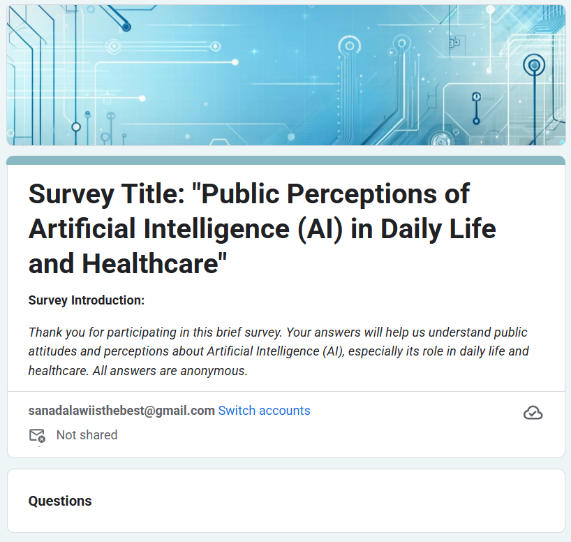 Survey Title: "Public Perceptions of
Artificial Intelligence (AI) in Daily Life
and Healthcare"
Survey Introduction:
Thank you for participating in this brief survey. Your answers will help us understand public
attitudes and perceptions about Artificial Intelligence (AI), especially its role in daily life and
healthcare. All answers are anonymous.
sanadalawiisthebest@gmail.com Switch accounts
Not shared
Questions